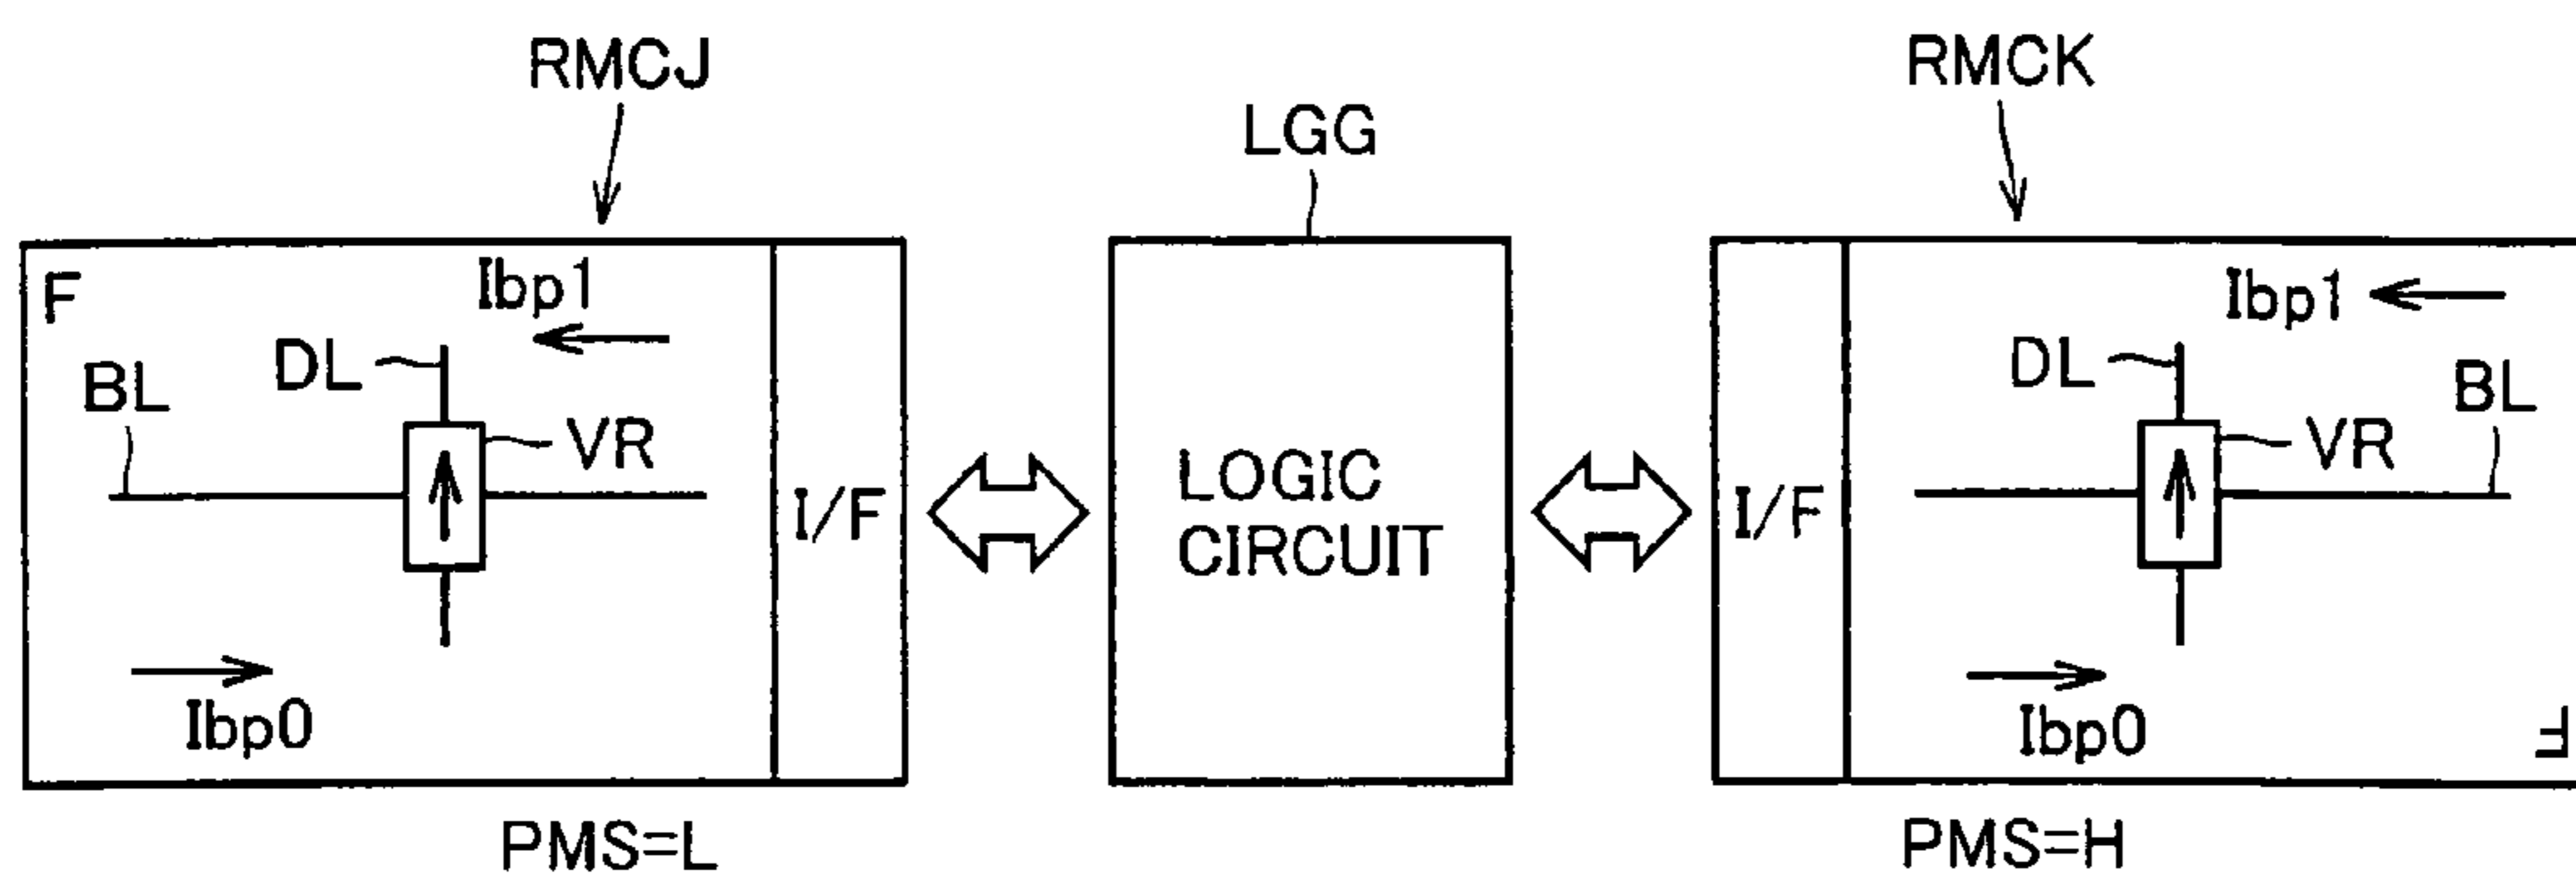 RMCJ
RMCK
LGG
F
Ibp1
DL
BL
VR
I/F
Ibp0
LOGIC
CIRCUIT
Ibp1
DL
BL
VR
I/F
Ibp0
F
PMS=L
PMS=H